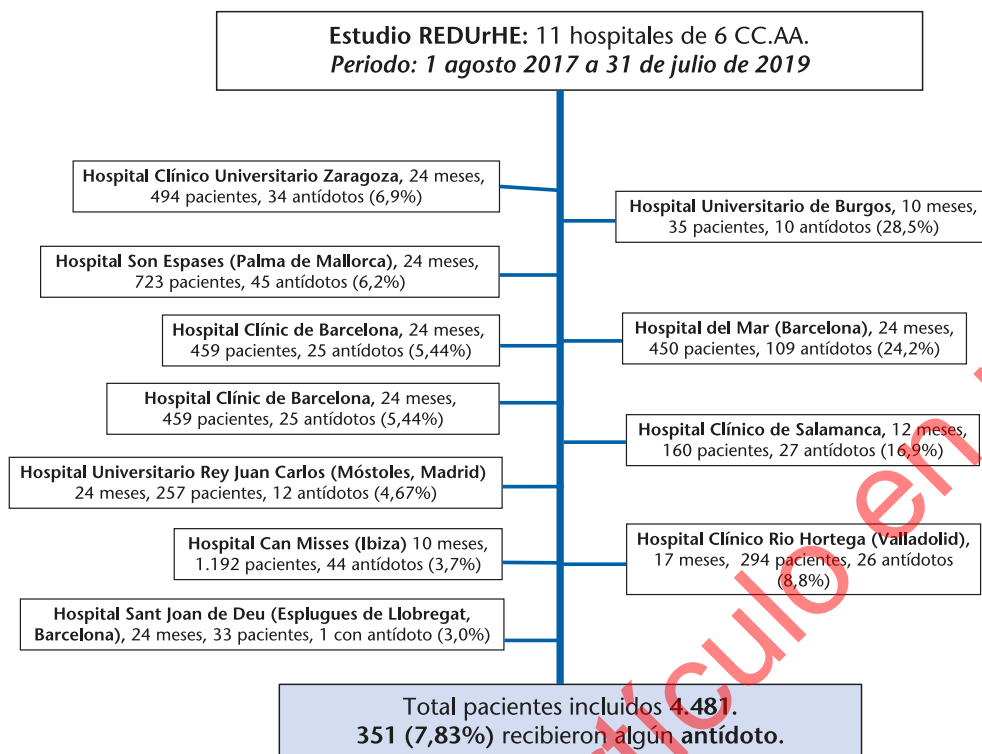 Estudio REDUrHE: 11 hospitales de 6 CC.AA.
Periodo: 1 agosto 2017 a 31 de julio de 2019
Hospital Clínico Universitario Zaragoza, 24 meses,
494 pacientes, 34 antídotos (6,9%)
Hospital Universitario de Burgos, 10 meses,
35 pacientes, 10 antídotos (28,5%)
Hospital Son Espases (Palma de Mallorca), 24 meses,
723 pacientes, 45 antídotos (6,2%)
Hospital Clínic de Barcelona, 24 meses,
459 pacientes, 25 antídotos (5,44%)
Hospital del Mar (Barcelona), 24 meses,
450 pacientes, 109 antídotos (24,2%)
Hospital Clínic de Barcelona, 24 meses,
459 pacientes, 25 antídotos (5,44%)
Hospital Clínico de Salamanca, 12 meses,
160 pacientes, 27 antídotos (16,9%)
Hospital Universitario Rey Juan Carlos (Móstoles, Madrid)
24 meses, 257 pacientes, 12 antídotos (4,67%)
Hospital Can Misses (Ibiza) 10 meses,
1.192 pacientes, 44 antídotos (3,7%)
Hospital Clínico Rio Hortega (Valladolid),
17 meses, 294 pacientes, 26 antídotos
(8,8%)
Hospital Sant Joan de Deu (Esplugues de Llobregat,
Barcelona), 24 meses, 33 pacientes, 1 con antídoto (3,0%)
Total pacientes incluidos 4.481.
351 (7,83%) recibieron algún antídoto.
tículo en